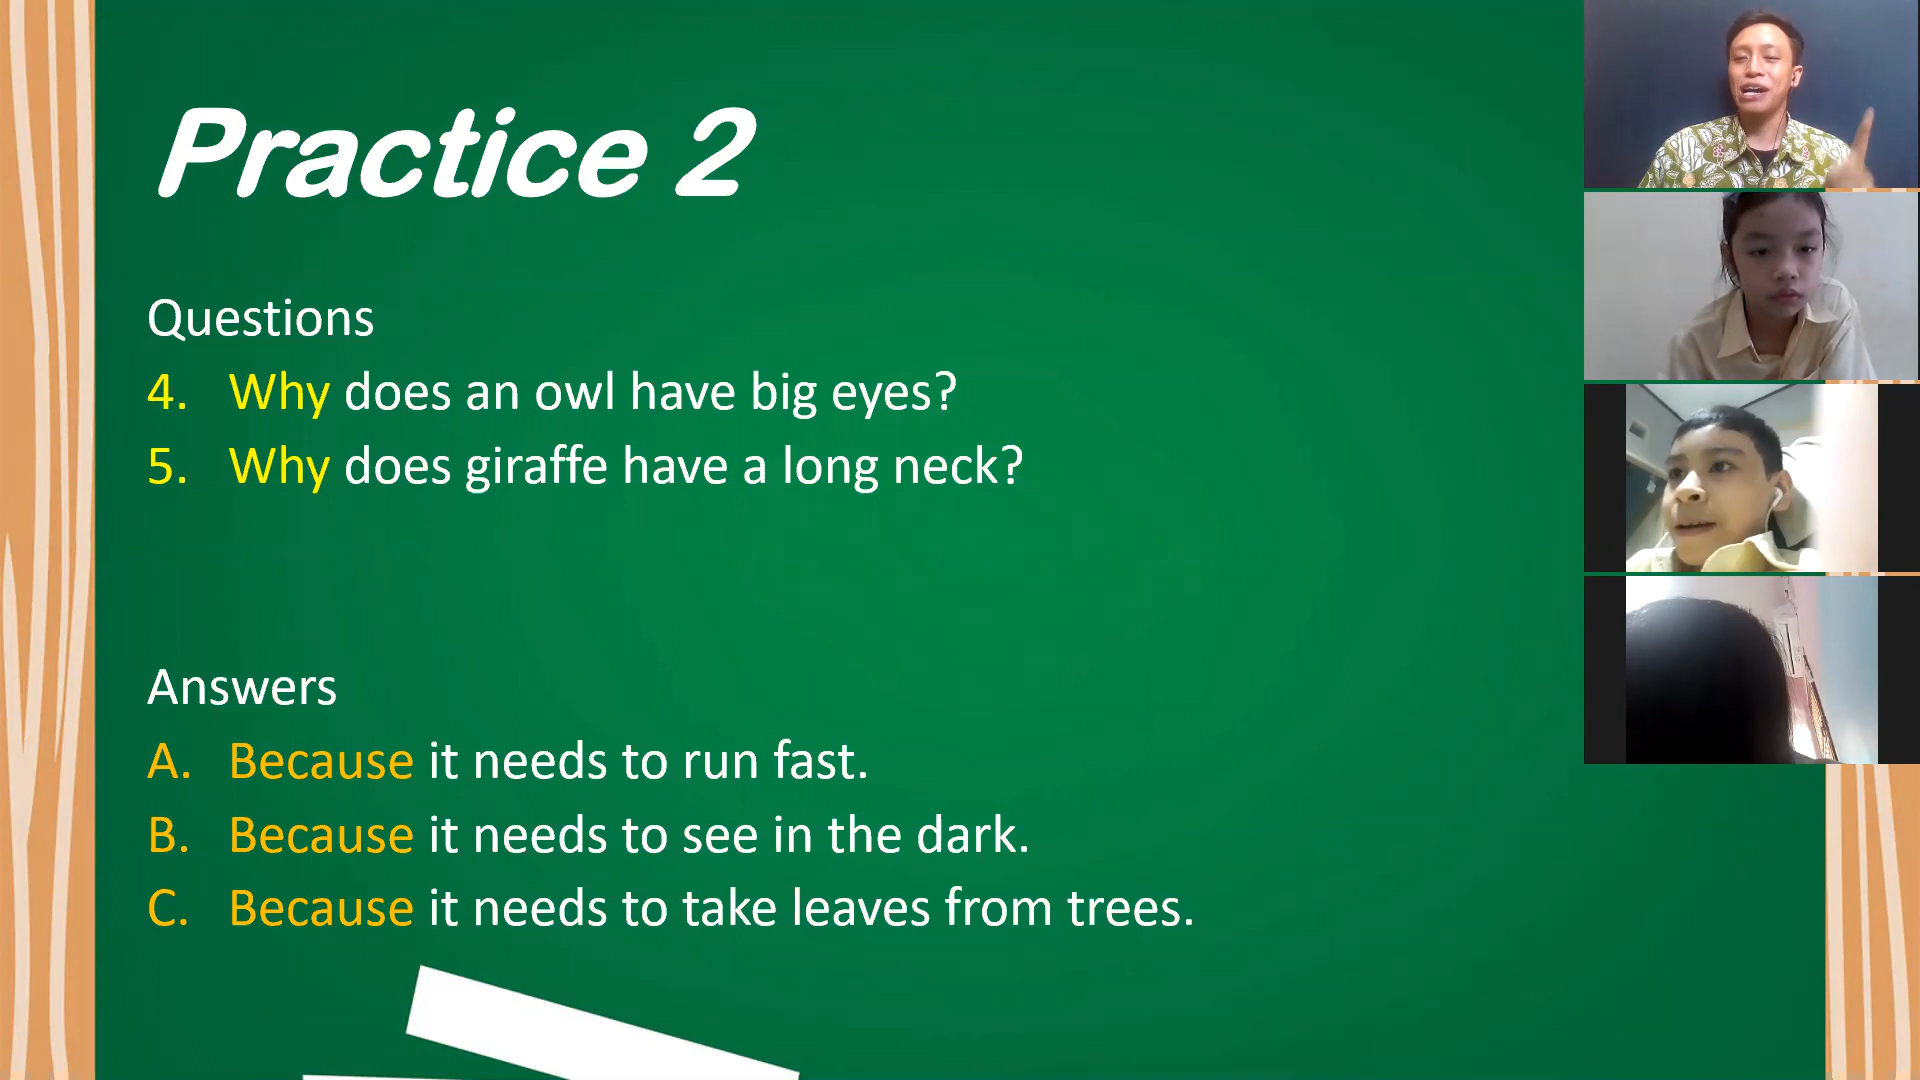 Practice 2
Questions
4. Why does an owl have big eyes?
5. Why does giraffe have a long neck?
Answers
A. Because it needs to run fast.
B. Because it needs to see in the dark.
C. Because it needs to take leaves from trees.